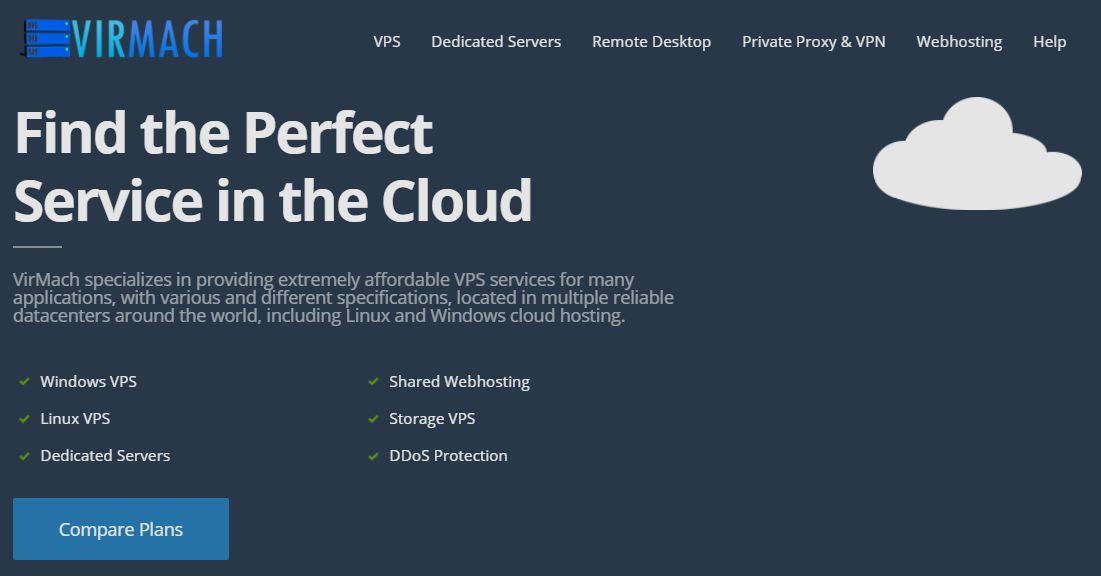 VIRMACH
VPS
Dedicated Servers
Remote Desktop
Private Proxy & VPN
Webhosting
Help
Find the Perfect
Service in the Cloud
VirMach specializes in providing extremely affordable VPS services for many
applications, with various and different specifications, located in multiple reliable
datacenters around the world, including Linux and Windows cloud hosting.
Windows VPS
Shared Webhosting
Linux VPS
Storage VPS
Dedicated Servers
DDoS Protection
Compare Plans